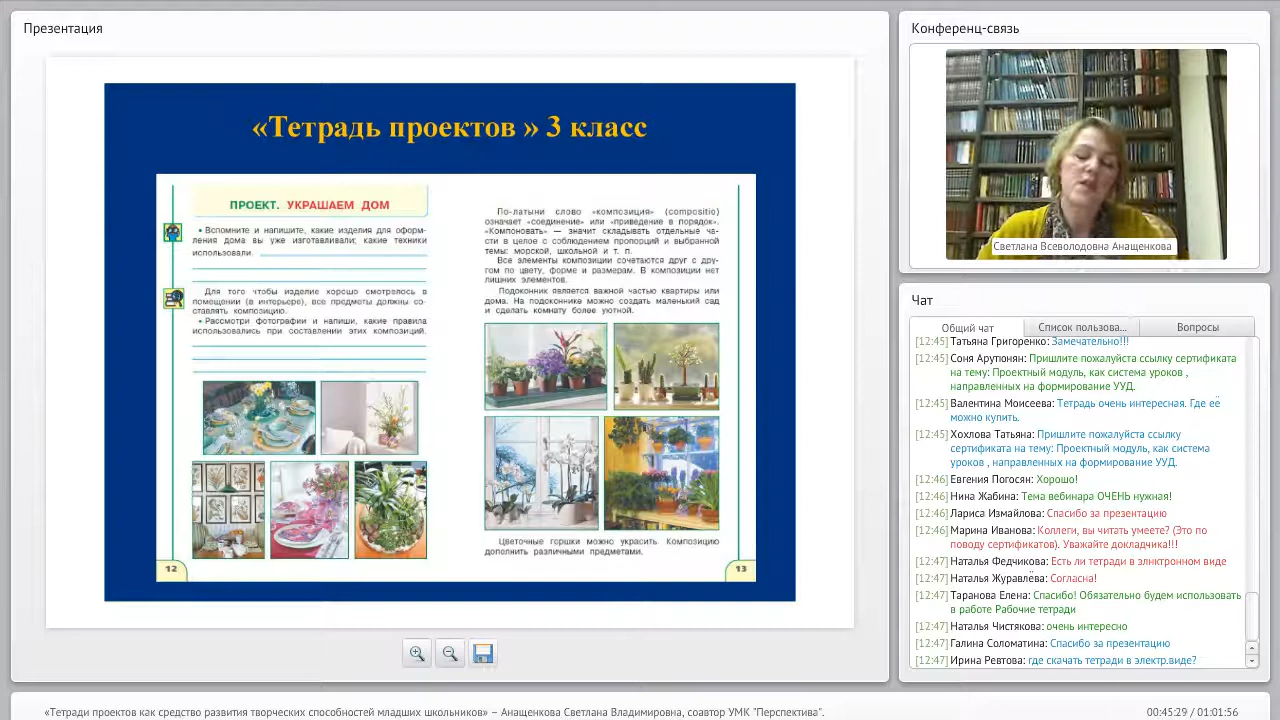 Презентация
«Тетрадь проектов » 3 класс
ПРОЕКТ. УКРАШАЕМ ДОМ
• Вспомните и напишите, какие изделия для оформ-
ления дома вы уже изготавливали; какие техники
использовали.
Для того чтобы изделие хорошо смотрелось в
помещении (в интерьере), все предметы должны со-
ставлять композицию.
• Рассмотри фотографии и напиши, какие правила
использовались при составлении этих композиций.
12
По-латыни слово «композиция» (compositio)
означает «соединение» или «приведение в порядок».
«Компоновать» — значит складывать отдельные ча-
сти в целое с соблюдением пропорций и выбранной
темы: морской, школьной и т. п.
Все элементы композиции сочетаются друг с дру-
гом по цвету, форме и размерам. В композиции нет
лишних элементов.
Подоконник является важной частью квартиры или
дома. На подоконнике можно создать маленький сад
и сделать комнату более уютной.
Цветочные горшки можно украсить. Композицию
дополнить различными предметами.
13
Конференц-связь
Светлана Всеволодовна Анащенкова
Чат
Общий чат
Список пользова...
Вопросы
[12:45] Татьяна Григоренко: Замечательно!!!
[12:45] Соня Арутюнян: Пришлите пожалуйста ссылку сертификата
на тему: Проектный модуль, как система уроков ,
направленных на формирование УУД.
[12:45] Валентина Моисеева: Тетрадь очень интересная. Где её
можно купить.
[12:45] Хохлова Татьяна: Пришлите пожалуйста ссылку
сертификата на тему: Проектный модуль, как система
уроков , направленных на формирование УУД.
[12:46] Евгения Погосян: Хорошо!
[12:46] Нина Жабина: Тема вебинара ОЧЕНЬ нужная!
[12:46] Лариса Измайлова: Спасибо за презентацию
[12:46] Марина Иванова: Коллеги, вы читать умеете? (Это по
поводу сертификатов). Уважайте докладчика!!!
[12:47] Наталья Федчикова: Есть ли тетради в элнктронном виде
[12:47] Наталья Журавлёва: Согласна!
[12:47] Таранова Елена: Спасибо! Обязательно будем использовать
в работе Рабочие тетради
[12:47] Наталья Чистякова: очень интересно
[12:47] Галина Соломатина: Спасибо за презентацию
[12:47] Ирина Ревтова: где скачать тетради в электр.виде?
«Тетради проектов как средство развития творческих способностей младших школьников» – Анащенкова Светлана Владимировна, соавтор УМК "Перспектива".
00:45:29 / 01:01:56